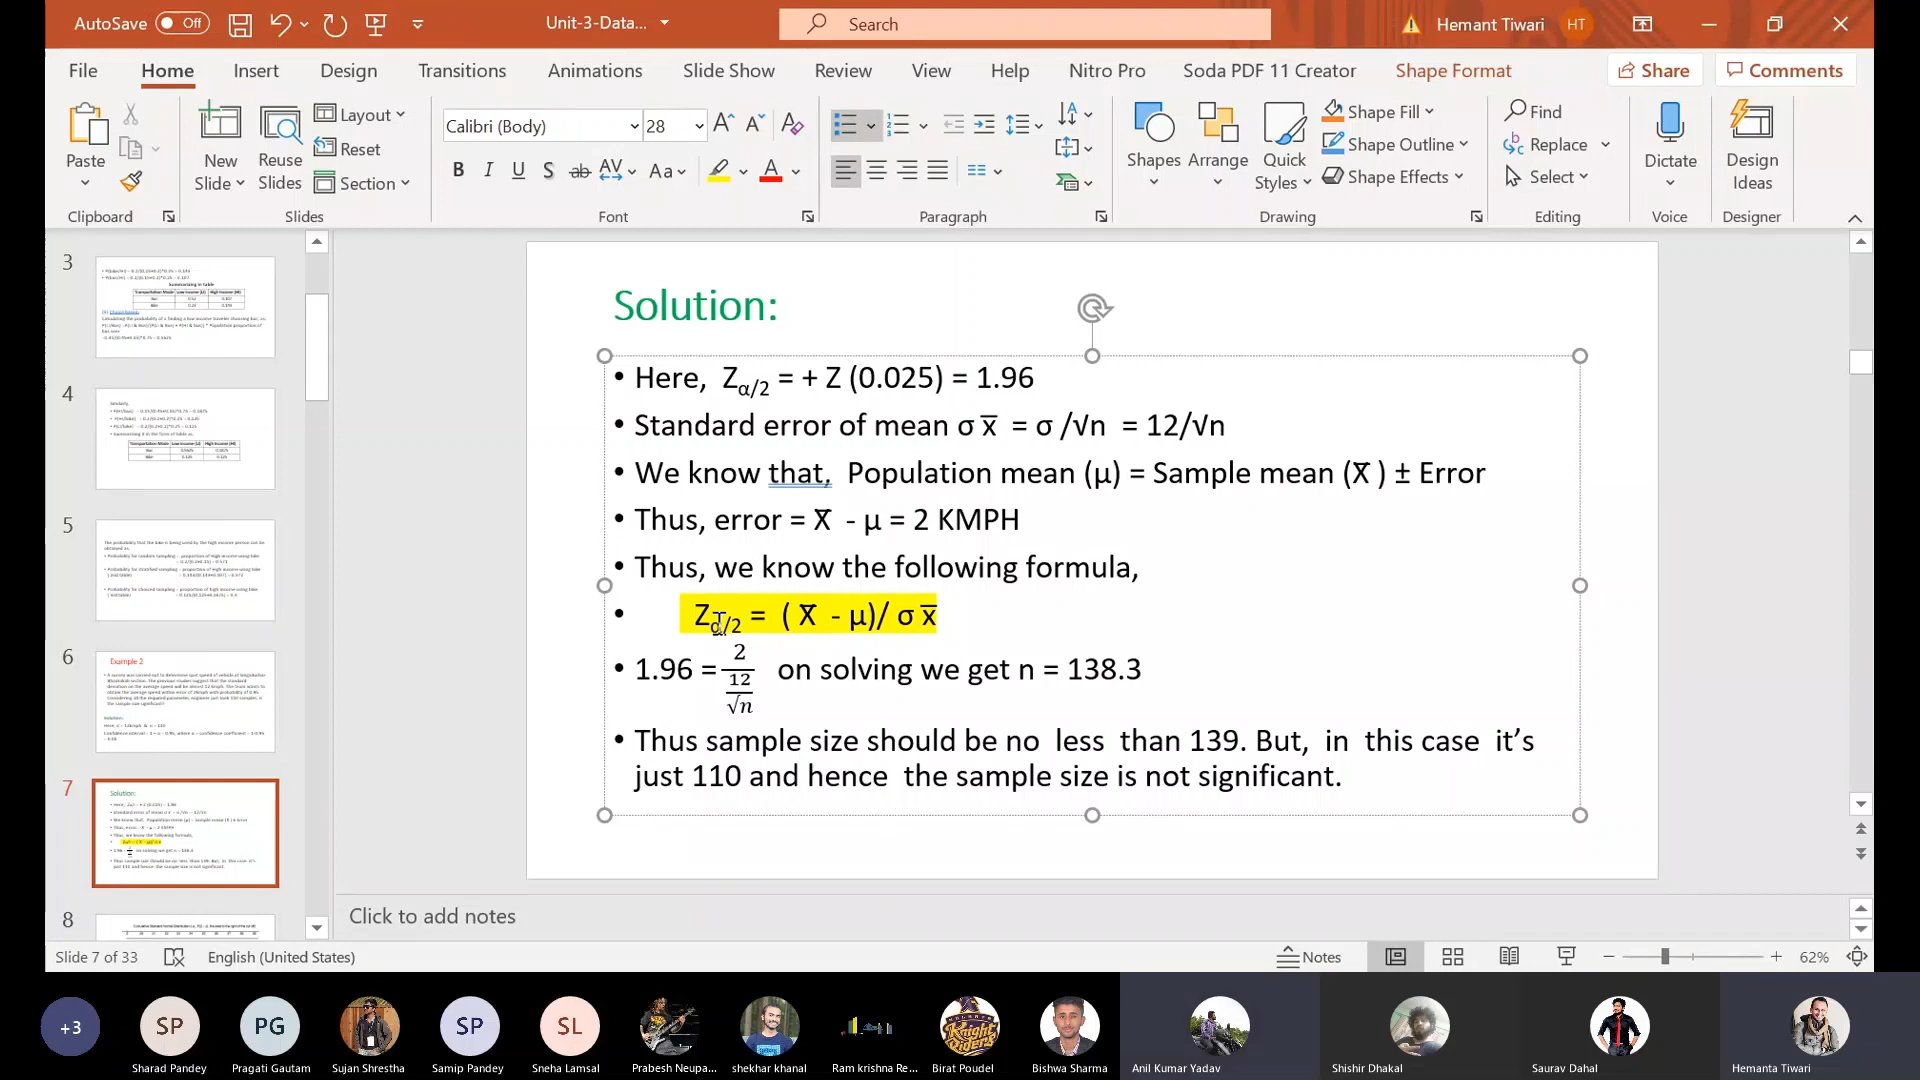 AutoSave Off
Unit-3-Data...
Search
Hemant Tiwari HT
File Home Insert Design Transitions Animations Slide Show Review View Help Nitro Pro Soda PDF 11 Creator Shape Format
Share Comments
Paste
Clipboard
New Slide
Reuse Slides
Layout
Reset
Section
Slides
Calibri (Body) 28
Font
Paragraph
Shapes Arrange Quick Styles
Shape Fill
Shape Outline
Shape Effects
Drawing
Find
Replace
Select
Editing
Dictate
Voice
Design Ideas
Designer
3
4
5
6
Example 2
7
Solution:
8
Solution:
• Here, Zα/2 = + Z (0.025) = 1.96
• Standard error of mean σ x̅ = σ /√n = 12/√n
• We know that, Population mean (μ) = Sample mean (X̅ ) ± Error
• Thus, error = X̅ - μ = 2 KMPH
• Thus, we know the following formula,
• Zα/2 = ( X̅ - μ)/ σ x̅
• 1.96 = 2/(12/√n) on solving we get n = 138.3
• Thus sample size should be no less than 139. But, in this case it’s
just 110 and hence the sample size is not significant.
Click to add notes
Slide 7 of 33 English (United States) Notes 62%
+3 SP PG SP SL
Sharad Pandey Pragati Gautam Sujan Shrestha Samip Pandey Sneha Lamsal Prabesh Neupa... shekhar khanal Ram krishna Re... Birat Poudel Bishwa Sharma Anil Kumar Yadav Shishir Dhakal Saurav Dahal Hemanta Tiwari